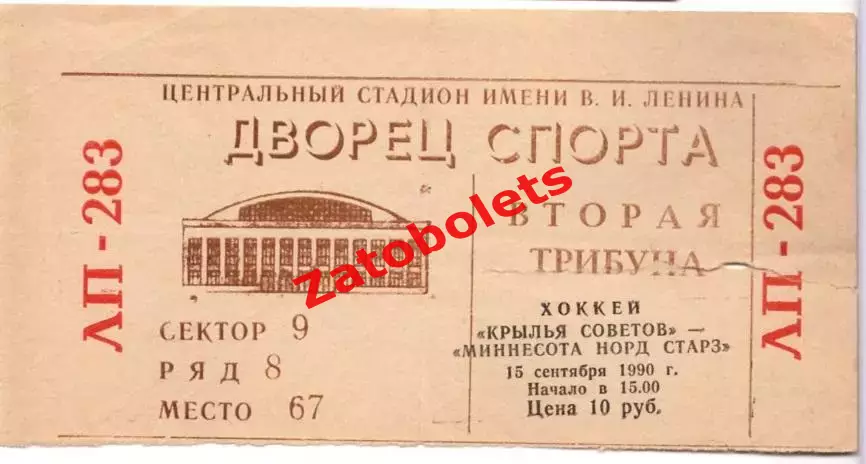 ЦЕНТРАЛЬНЫЙ СТАДИОН ИМЕНИ В. И. ЛЕНИНА
ДВОРЕЦ СПОРТА
ВТОРАЯ
ТРИБУНА
СЕКТОР 9
РЯД 8
МЕСТО 67
ХОККЕЙ
«КРЫЛЬЯ СОВЕТОВ» —
«МИННЕСОТА НОРД СТАРЗ»
15 сентября 1990 г.
Начало в 15.00
Цена 10 руб.
ЛП - 283
ЛП - 283
Zatobolets